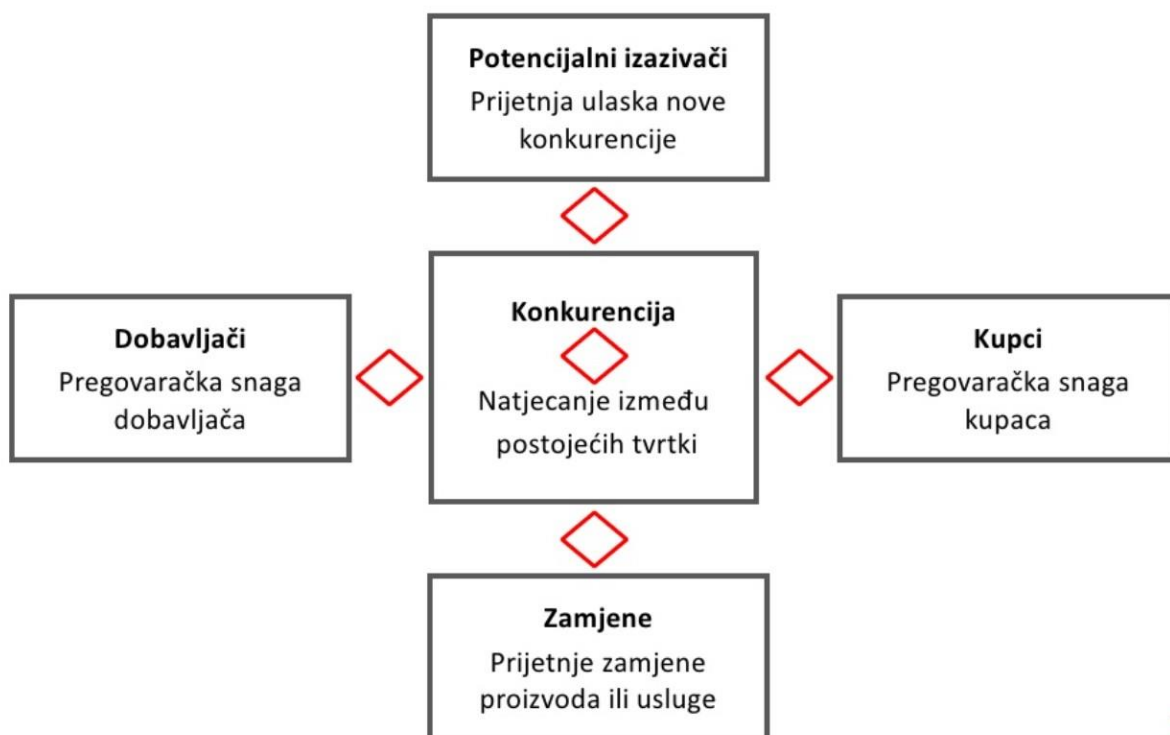 Potencijalni izazivači
Prijetnja ulaska nove
konkurencije
Dobavljači
Pregovaračka snaga
dobavljača
Konkurencija
Natjecanje između
postojećih tvrtki
Kupci
Pregovaračka snaga
kupaca
Zamjene
Prijetnje zamjene
proizvoda ili usluge